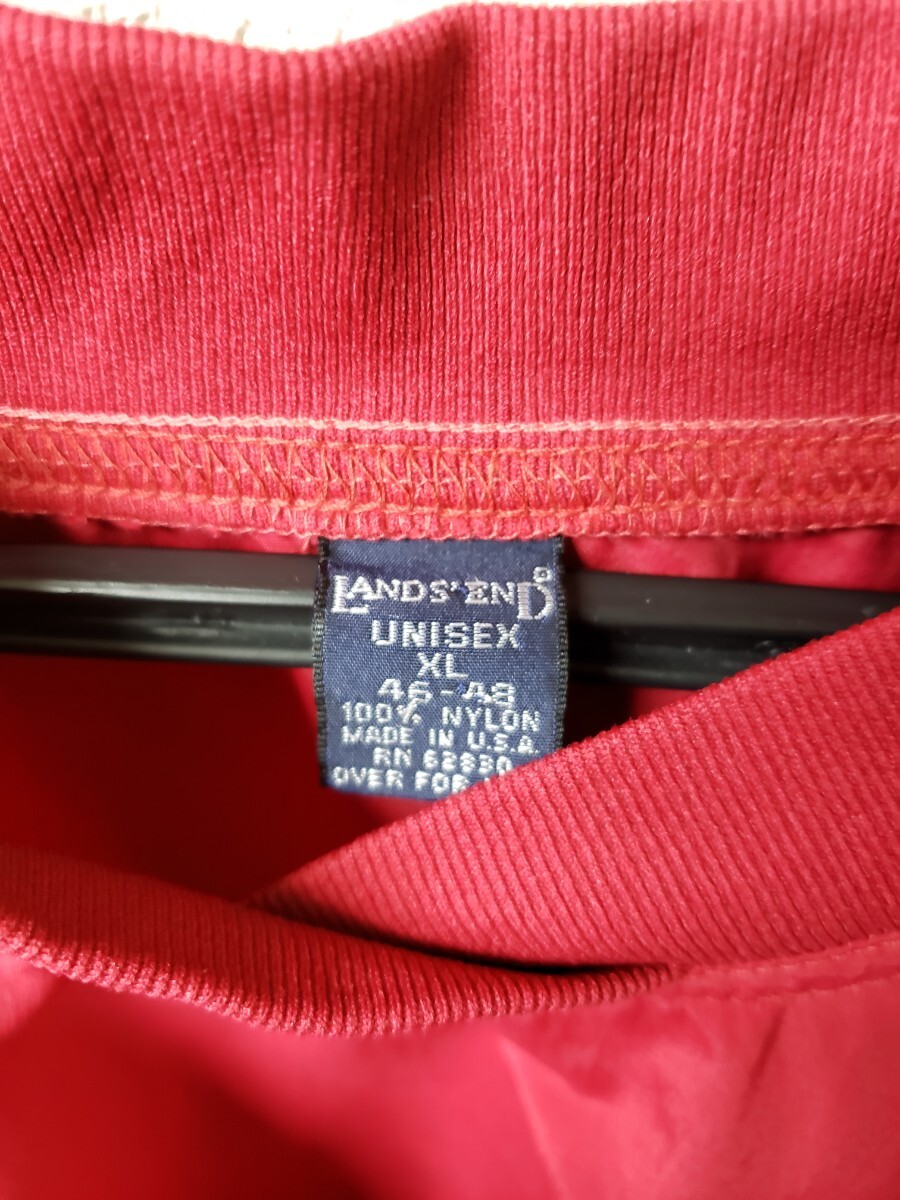 LANDS' END®
UNISEX
XL
46-48
100% NYLON
MADE IN U.S.A.
RN 62830
OVER FOR